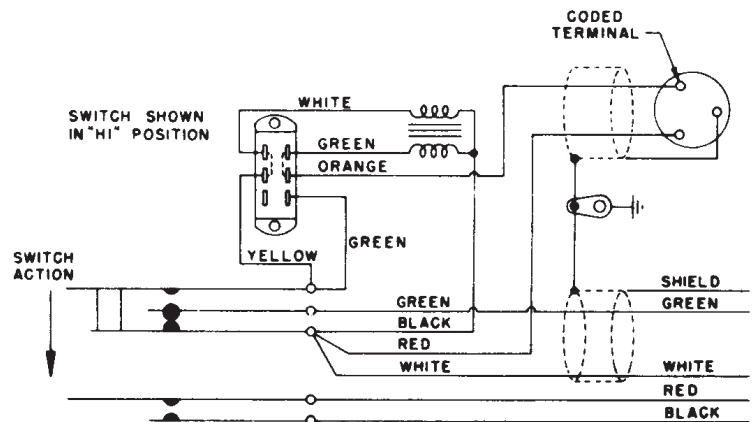 CODED
TERMINAL
SWITCH SHOWN
IN "HI" POSITION
WHITE
GREEN
ORANGE
GREEN
YELLOW
SWITCH
ACTION
SHIELD
GREEN
GREEN
BLACK
RED
WHITE
WHITE
RED
BLACK